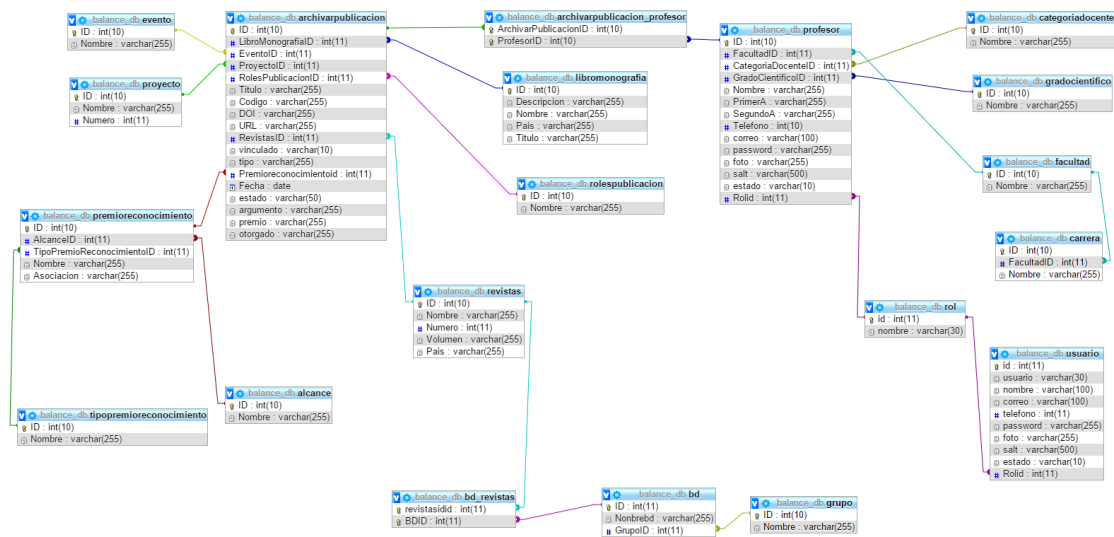 balance_db evento
ID : int(10)
Nombre : varchar(255)
balance_db proyecto
ID : int(10)
Nombre : varchar(255)
Numero : int(11)
balance_db archivarpublicacion
ID : int(10)
LibroMonografiaID : int(11)
EventoID : int(11)
ProyectoID : int(11)
RolesPublicacionID : int(11)
Titulo : varchar(255)
Codigo : varchar(255)
DOI : varchar(255)
URL : varchar(255)
RevistasID : int(11)
vinculado : varchar(10)
tipo : varchar(255)
Premioreconocimientoid : int(11)
Fecha : date
estado : varchar(50)
argumento : varchar(255)
premio : varchar(255)
otorgado : varchar(255)
balance_db archivarpublicacion_profesor
ArchivarPublicacionID : int(10)
ProfesorID : int(10)
balance_db libromonografia
ID : int(10)
Descripcion : varchar(255)
Nombre : varchar(255)
Pais : varchar(255)
Titulo : varchar(255)
balance_db rolespublicacion
ID : int(10)
Nombre : varchar(255)
balance_db profesor
ID : int(10)
FacultadID : int(11)
CategoriaDocenteID : int(11)
GradoCientificoID : int(11)
Nombre : varchar(255)
PrimerA : varchar(255)
SegundoA : varchar(255)
Telefono : int(10)
correo : varchar(100)
password : varchar(255)
foto : varchar(255)
salt : varchar(500)
estado : varchar(10)
Rolid : int(11)
balance_db categoriadocente
ID : int(10)
Nombre : varchar(255)
balance_db gradocientifico
ID : int(10)
Nombre : varchar(255)
balance_db facultad
ID : int(10)
Nombre : varchar(255)
balance_db carrera
ID : int(10)
FacultadID : int(11)
Nombre : varchar(255)
balance_db premioreconocimiento
ID : int(10)
AlcanceID : int(11)
TipoPremioReconocimientoID : int(11)
Nombre : varchar(255)
Asociacion : varchar(255)
balance_db revistas
ID : int(10)
Nombre : varchar(255)
Numero : int(11)
Volumen : varchar(255)
Pais : varchar(255)
balance_db rol
id : int(11)
nombre : varchar(30)
balance_db usuario
id : int(11)
usuario : varchar(30)
nombre : varchar(100)
correo : varchar(100)
telefono : int(11)
password : varchar(255)
foto : varchar(255)
salt : varchar(500)
estado : varchar(10)
Rolid : int(11)
balance_db alcance
ID : int(10)
Nombre : varchar(255)
balance_db tipopremioreconocimiento
ID : int(10)
Nombre : varchar(255)
balance_db bd_revistas
revistasidid : int(11)
BDID : int(11)
balance_db bd
ID : int(11)
Nonbrebd : varchar(255)
GrupoID : int(11)
balance_db grupo
ID : int(10)
Nombre : varchar(255)